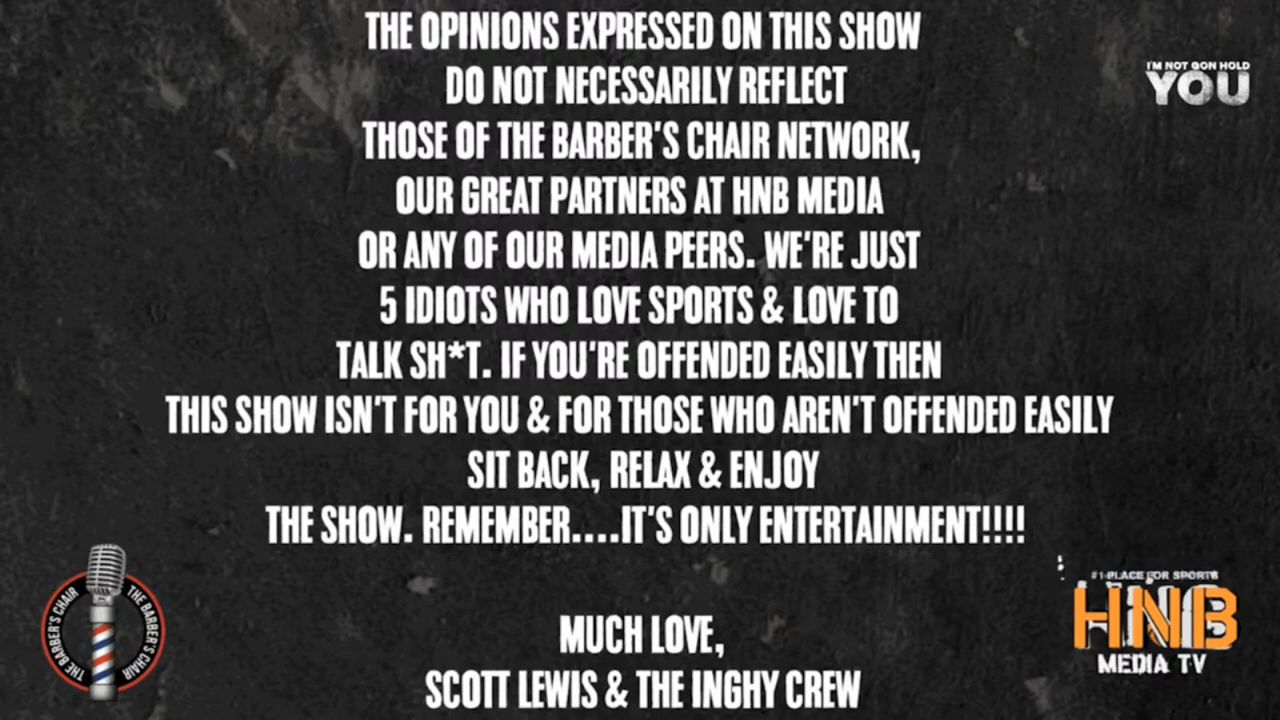 THE OPINIONS EXPRESSED ON THIS SHOW
DO NOT NECESSARILY REFLECT
THOSE OF THE BARBER'S CHAIR NETWORK,
OUR GREAT PARTNERS AT HNB MEDIA
OR ANY OF OUR MEDIA PEERS. WE'RE JUST
5 IDIOTS WHO LOVE SPORTS & LOVE TO
TALK SH*T. IF YOU'RE OFFENDED EASILY THEN
THIS SHOW ISN'T FOR YOU & FOR THOSE WHO AREN'T OFFENDED EASILY
SIT BACK, RELAX & ENJOY
THE SHOW. REMEMBER....IT'S ONLY ENTERTAINMENT!!!!
MUCH LOVE,
SCOTT LEWIS & THE INGHY CREW
I'M NOT GON HOLD
YOU
THE BARBER'S CHAIR
THE BARBER'S CHAIR
#1 PLACE FOR SPORTS
HNB
MEDIA TV